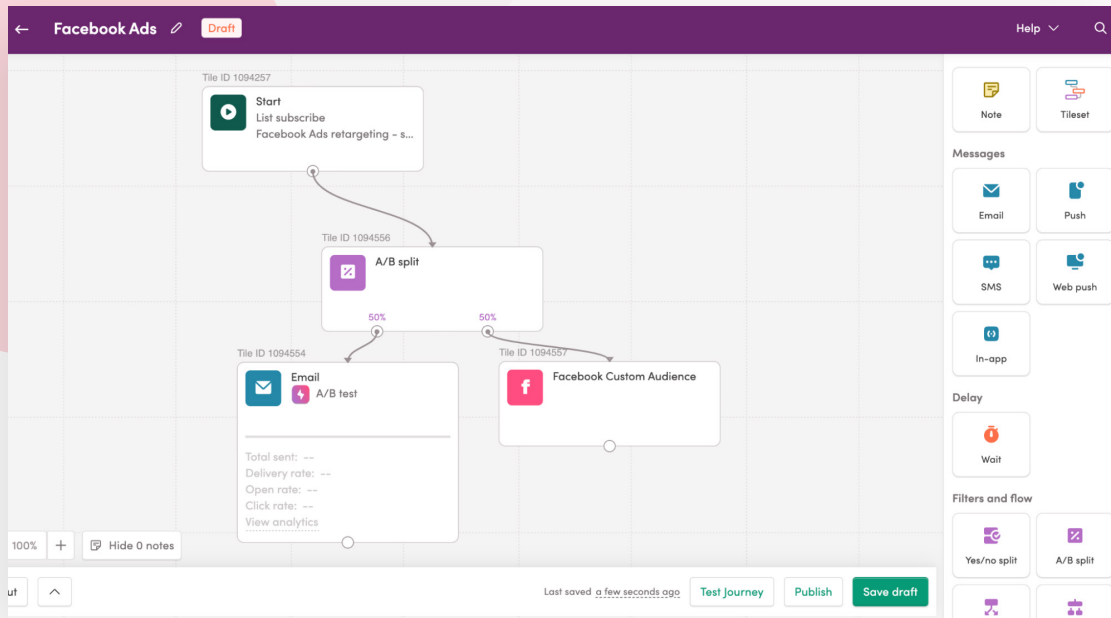 Facebook Ads
Draft
Help
Tile ID 1094257
Start
List subscribe
Facebook Ads retargeting - s...
Tile ID 1094556
A/B split
50%
50%
Tile ID 1094554
Email
A/B test
Total sent: --
Delivery rate: --
Open rate: --
Click rate: --
View analytics
Tile ID 1094557
Facebook Custom Audience
Note
Tileset
Messages
Email
Push
SMS
Web push
In-app
Delay
Wait
Filters and flow
Yes/no split
A/B split
100%
Hide 0 notes
ut
Last saved a few seconds ago
Test Journey
Publish
Save draft